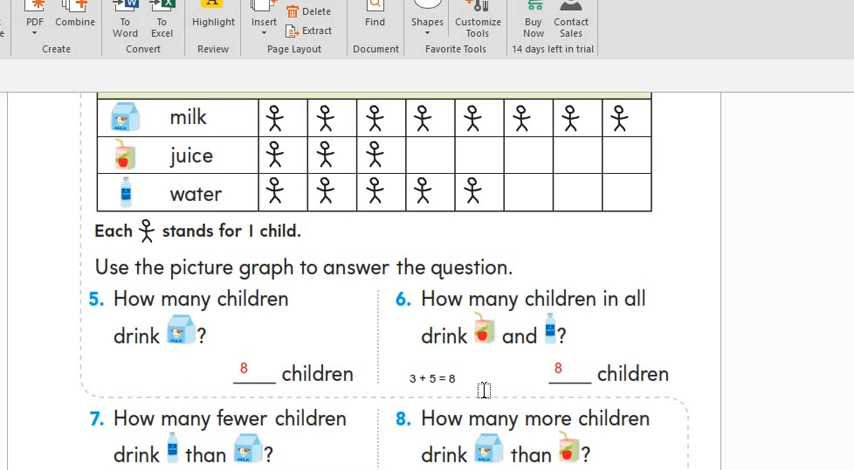 PDF
Combine
To
Word
To
Excel
Highlight
Insert
Delete
Extract
Find
Shapes
Customize
Tools
Buy
Now
Contact
Sales
Create
Convert
Review
Page Layout
Document
Favorite Tools
14 days left in trial
milk
juice
water
Each stands for 1 child.
Use the picture graph to answer the question.
5. How many children
drink ?
8 children
6. How many children in all
drink and ?
3 + 5 = 8
8 children
7. How many fewer children
drink than ?
8. How many more children
drink than ?